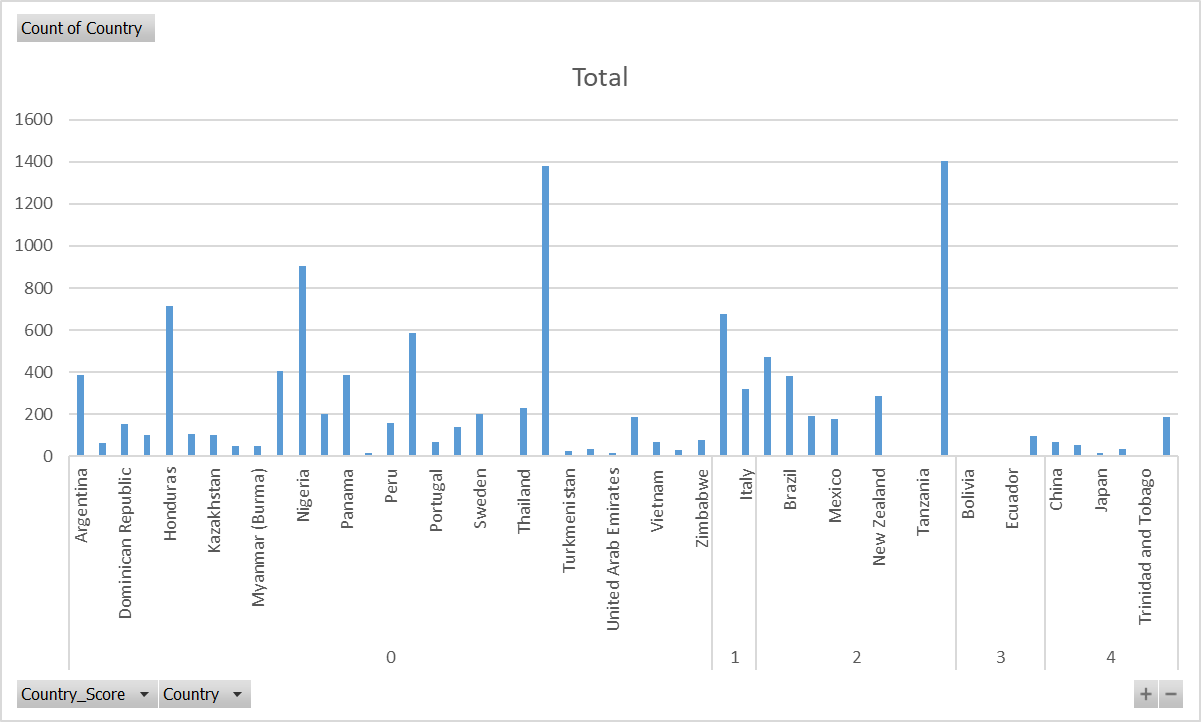 Count of Country
Total
1600
1400
1200
1000
800
600
400
200
0
Argentina
Dominican Republic
Honduras
Kazakhstan
Myanmar (Burma)
Nigeria
Panama
Peru
Portugal
Sweden
Thailand
Turkmenistan
United Arab Emirates
Vietnam
Zimbabwe
Italy
Brazil
Mexico
New Zealand
Tanzania
Bolivia
Ecuador
China
Japan
Trinidad and Tobago
0 1 2 3 4
Country_Score Country + −